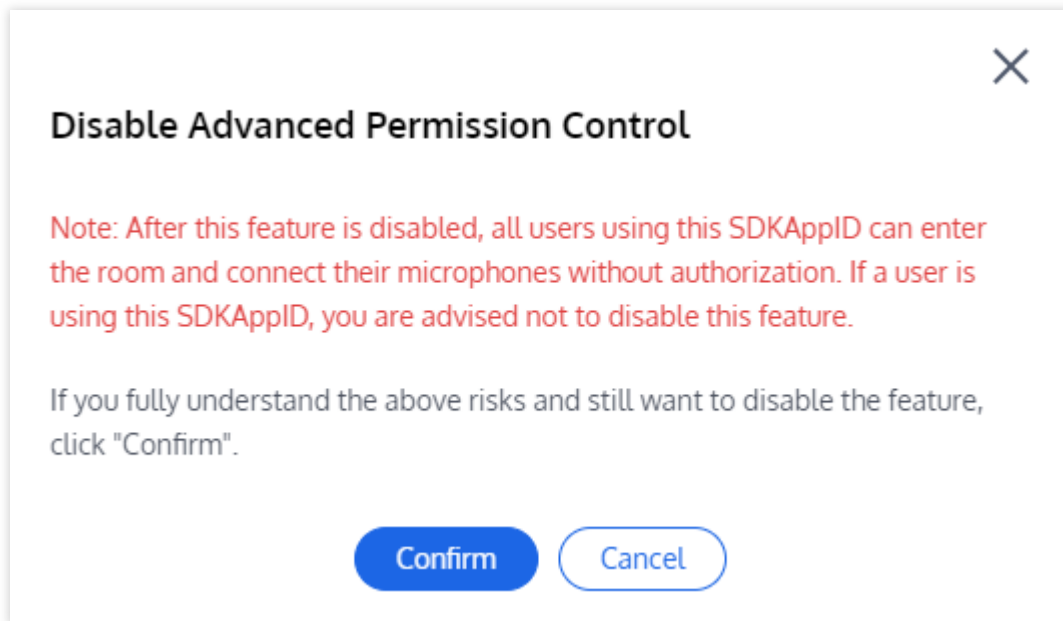 Disable Advanced Permission Control
Note: After this feature is disabled, all users using this SDKAppID can enter
the room and connect their microphones without authorization. If a user is
using this SDKAppID, you are advised not to disable this feature.
If you fully understand the above risks and still want to disable the feature,
click "Confirm".
Confirm
Cancel